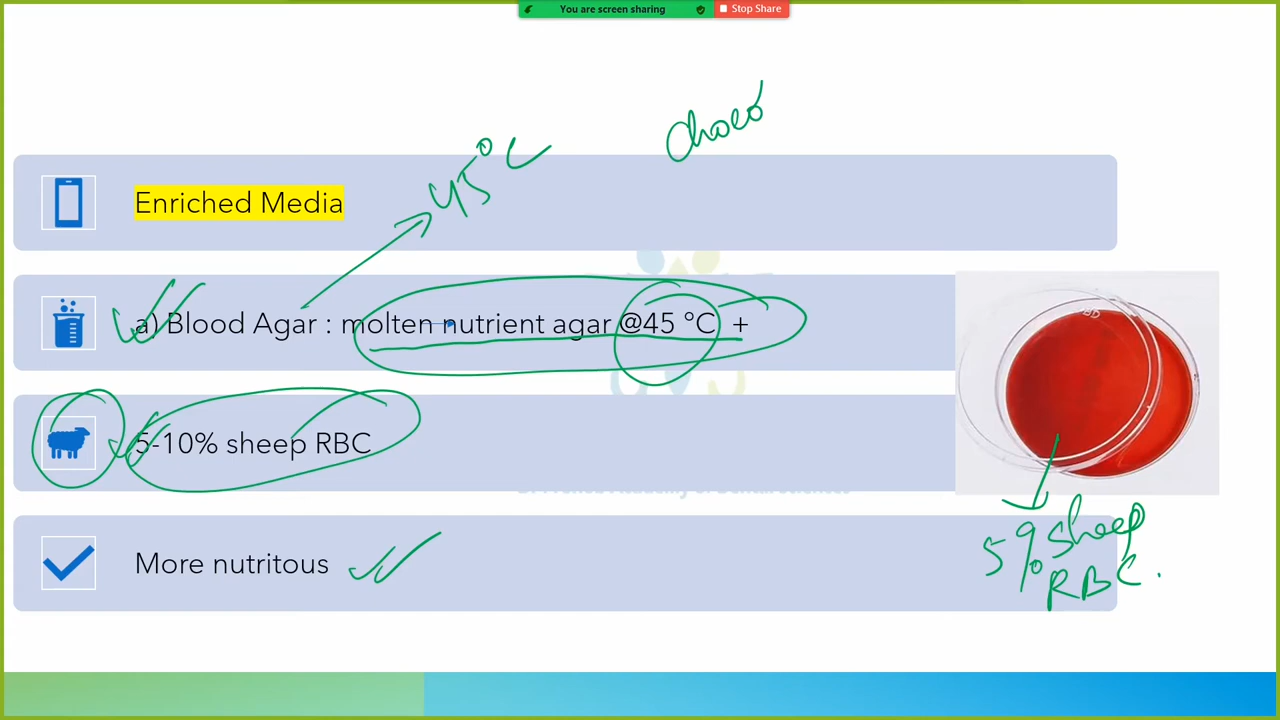 You are screen sharing
Stop Share
choco
45°C
Enriched Media
a) Blood Agar : molten nutrient agar @45 °C +
5-10% sheep RBC
More nutritous
5% sheep
RBC.